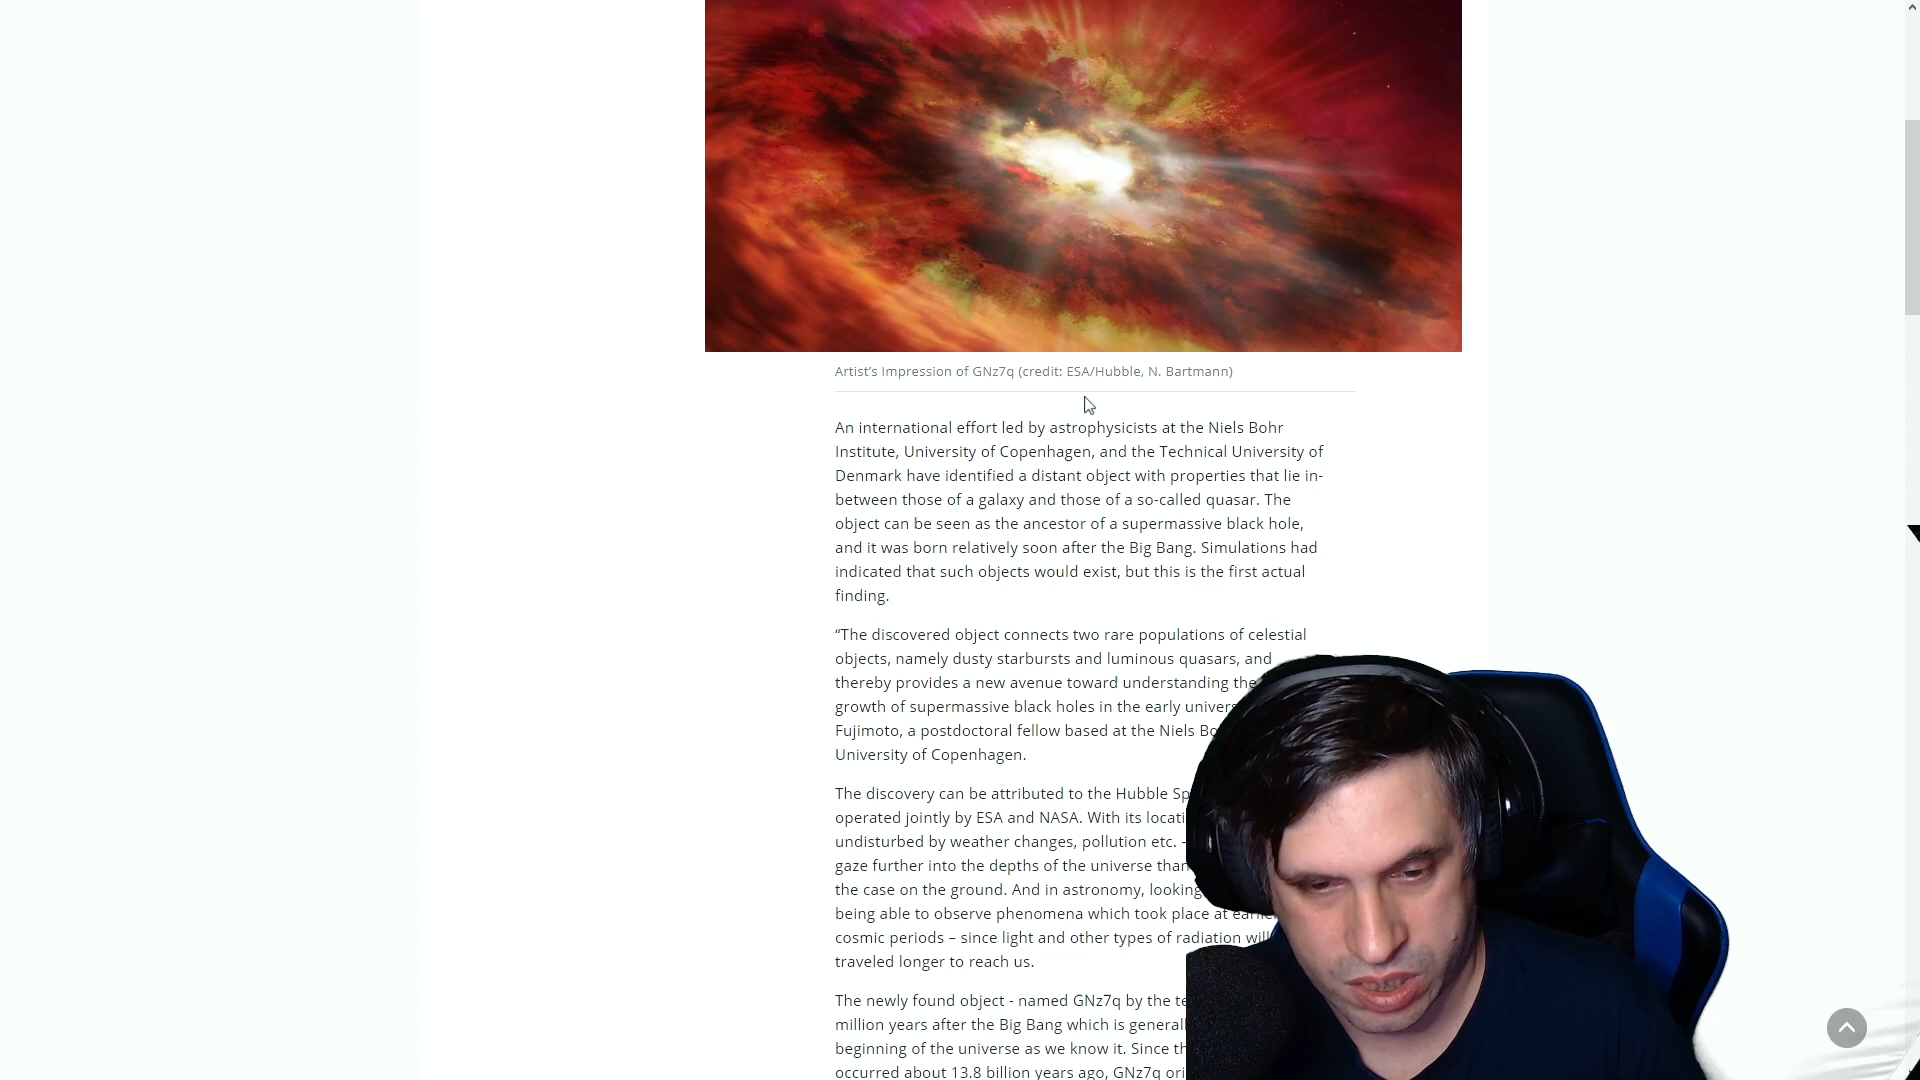 Artist's Impression of GNz7q (credit: ESA/Hubble, N. Bartmann)
An international effort led by astrophysicists at the Niels Bohr
Institute, University of Copenhagen, and the Technical University of
Denmark have identified a distant object with properties that lie in-
between those of a galaxy and those of a so-called quasar. The
object can be seen as the ancestor of a supermassive black hole,
and it was born relatively soon after the Big Bang. Simulations had
indicated that such objects would exist, but this is the first actual
finding.
“The discovered object connects two rare populations of celestial
objects, namely dusty starbursts and luminous quasars, and
thereby provides a new avenue toward understanding the
growth of supermassive black holes in the early
Fujimoto, a postdoctoral fellow based at the Niels
University of Copenhagen.
The discovery can be attributed to the Hubble
operated jointly by ESA and NASA. With its
undisturbed by weather changes, pollution etc. -
gaze further into the depths of the universe
the case on the ground. And in astronomy, looking
being able to observe phenomena which took place at
cosmic periods – since light and other types of radiation will
traveled longer to reach us.
The newly found object - named GNz7q by the
million years after the Big Bang which is
beginning of the universe as we know it. Since
occurred about 13.8 billion years ago, GNz7q